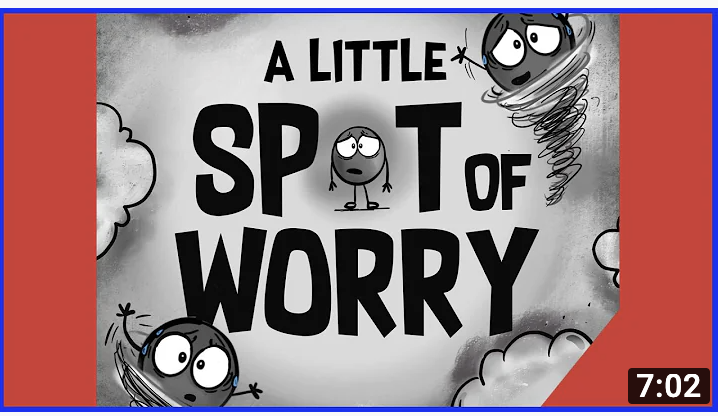 A LITTLE
SPOT OF
WORRY
7:02